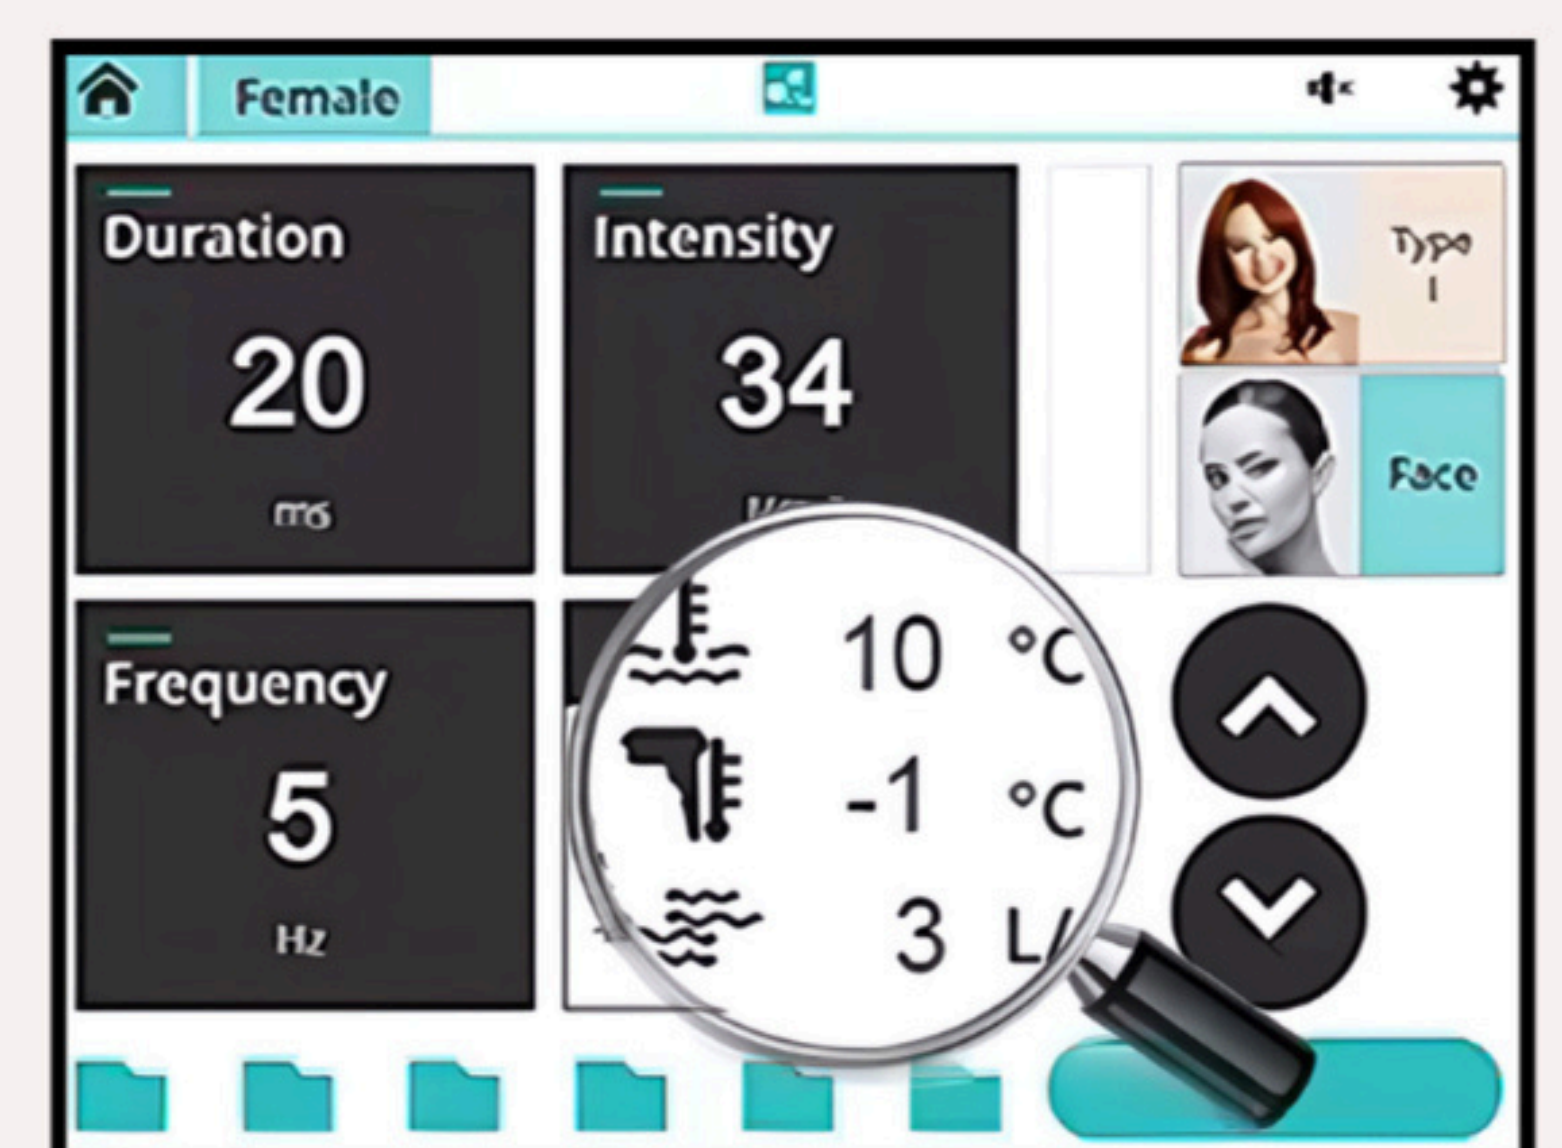 Female
Duration
20
ms
Intensity
34
Type
I
Face
Frequency
5
Hz
10 °C
-1 °C
3 L/